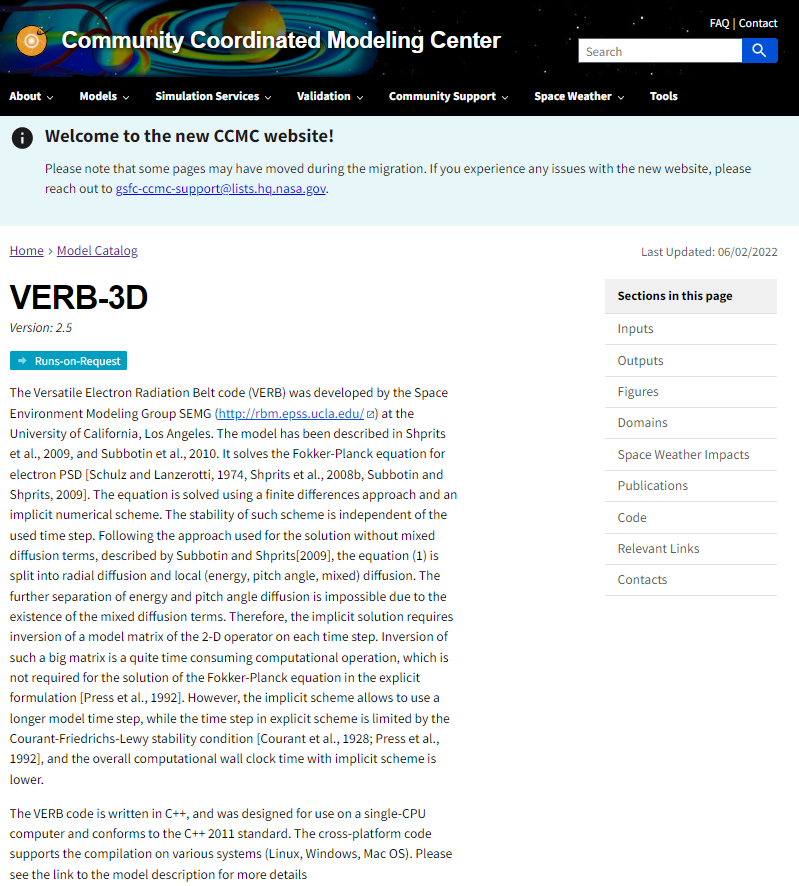 FAQ | Contact
Community Coordinated Modeling Center
Search
About Models Simulation Services Validation Community Support Space Weather Tools
Welcome to the new CCMC website!
Please note that some pages may have moved during the migration. If you experience any issues with the new website, please
reach out to gsfc-ccmc-support@lists.hq.nasa.gov.
Home > Model Catalog
Last Updated: 06/02/2022
VERB-3D
Version: 2.5
Runs-on-Request
The Versatile Electron Radiation Belt code (VERB) was developed by the Space
Environment Modeling Group SEMG (http://rbm.epss.ucla.edu/) at the
University of California, Los Angeles. The model has been described in Shprits
et al., 2009, and Subbotin et al., 2010. It solves the Fokker-Planck equation for
electron PSD [Schulz and Lanzerotti, 1974, Shprits et al., 2008b, Subbotin and
Shprits, 2009]. The equation is solved using a finite differences approach and an
implicit numerical scheme. The stability of such scheme is independent of the
used time step. Following the approach used for the solution without mixed
diffusion terms, described by Subbotin and Shprits[2009], the equation (1) is
split into radial diffusion and local (energy, pitch angle, mixed) diffusion. The
further separation of energy and pitch angle diffusion is impossible due to the
existence of the mixed diffusion terms. Therefore, the implicit solution requires
inversion of a model matrix of the 2-D operator on each time step. Inversion of
such a big matrix is a quite time consuming computational operation, which is
not required for the solution of the Fokker-Planck equation in the explicit
formulation [Press et al., 1992]. However, the implicit scheme allows to use a
longer model time step, while the time step in explicit scheme is limited by the
Courant-Friedrichs-Lewy stability condition [Courant et al., 1928; Press et al.,
1992], and the overall computational wall clock time with implicit scheme is
lower.
The VERB code is written in C++, and was designed for use on a single-CPU
computer and conforms to the C++ 2011 standard. The cross-platform code
supports the compilation on various systems (Linux, Windows, Mac OS). Please
see the link to the model description for more details
Sections in this page
Inputs
Outputs
Figures
Domains
Space Weather Impacts
Publications
Code
Relevant Links
Contacts